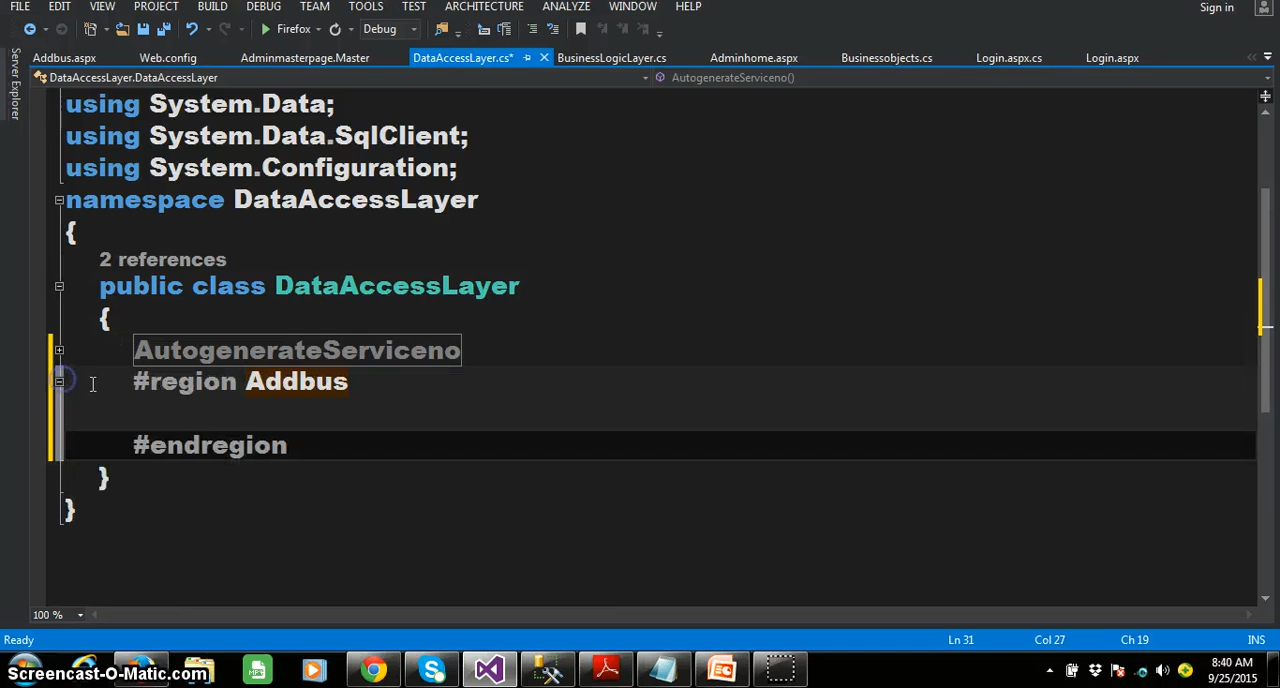 FILE EDIT VIEW PROJECT BUILD DEBUG TEAM TOOLS TEST ARCHITECTURE ANALYZE WINDOW HELP Sign in
Firefox Debug
Addbus.aspx Web.config Adminmasterpage.Master DataAccessLayer.cs* BusinessLogicLayer.cs Adminhome.aspx Businessobjects.cs Login.aspx.cs Login.aspx
Server Explorer
DataAccessLayer.DataAccessLayer AutogenerateServiceno()
using System.Data;
using System.Data.SqlClient;
using System.Configuration;
namespace DataAccessLayer
{
2 references
public class DataAccessLayer
{
AutogenerateServiceno
#region Addbus
#endregion
}
}
100 %
Ready Ln 31 Col 27 Ch 19 INS
Screencast-O-Matic.com
8:40 AM
9/25/2015